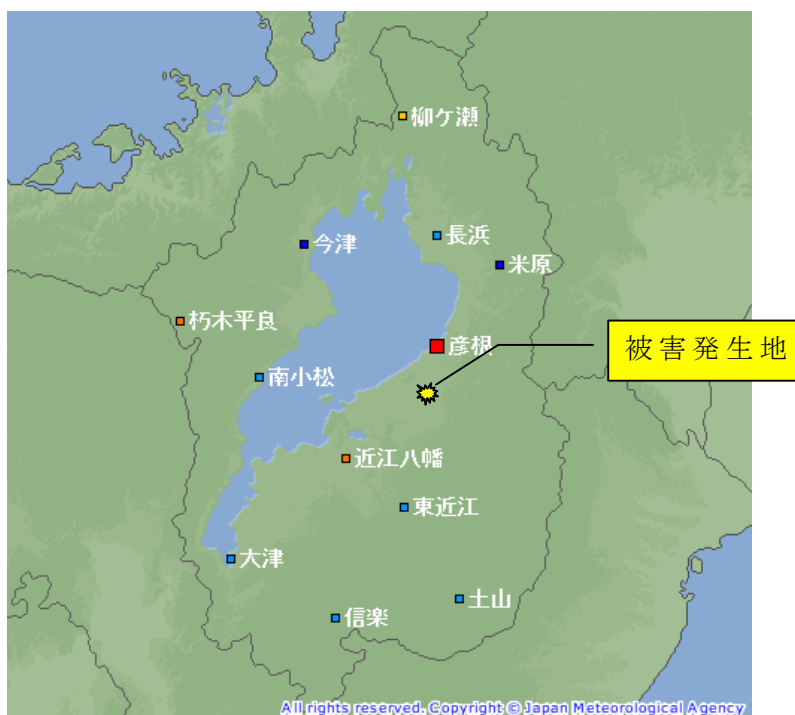 柳ケ瀬
長浜
今津
米原
朽木平良
彦根
被害発生地
南小松
近江八幡
東近江
大津
土山
信楽
All rights reserved. Copyright © Japan Meteorological Agency